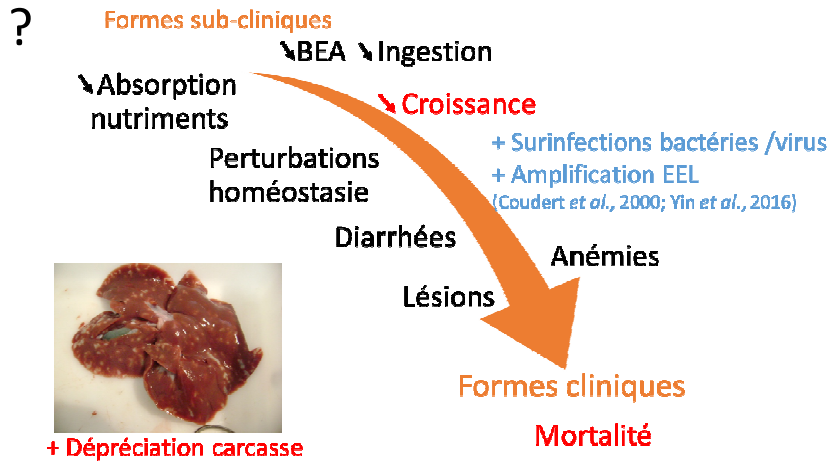 ?
Formes sub-cliniques
➘BEA ➘Ingestion
➘Absorption
nutriments
➘Croissance
+ Surinfections bactéries /virus
+ Amplification EEL
(Coudert et al., 2000; Yin et al., 2016)
Perturbations
homéostasie
Diarrhées
Anémies
Lésions
Formes cliniques
Mortalité
+ Dépréciation carcasse